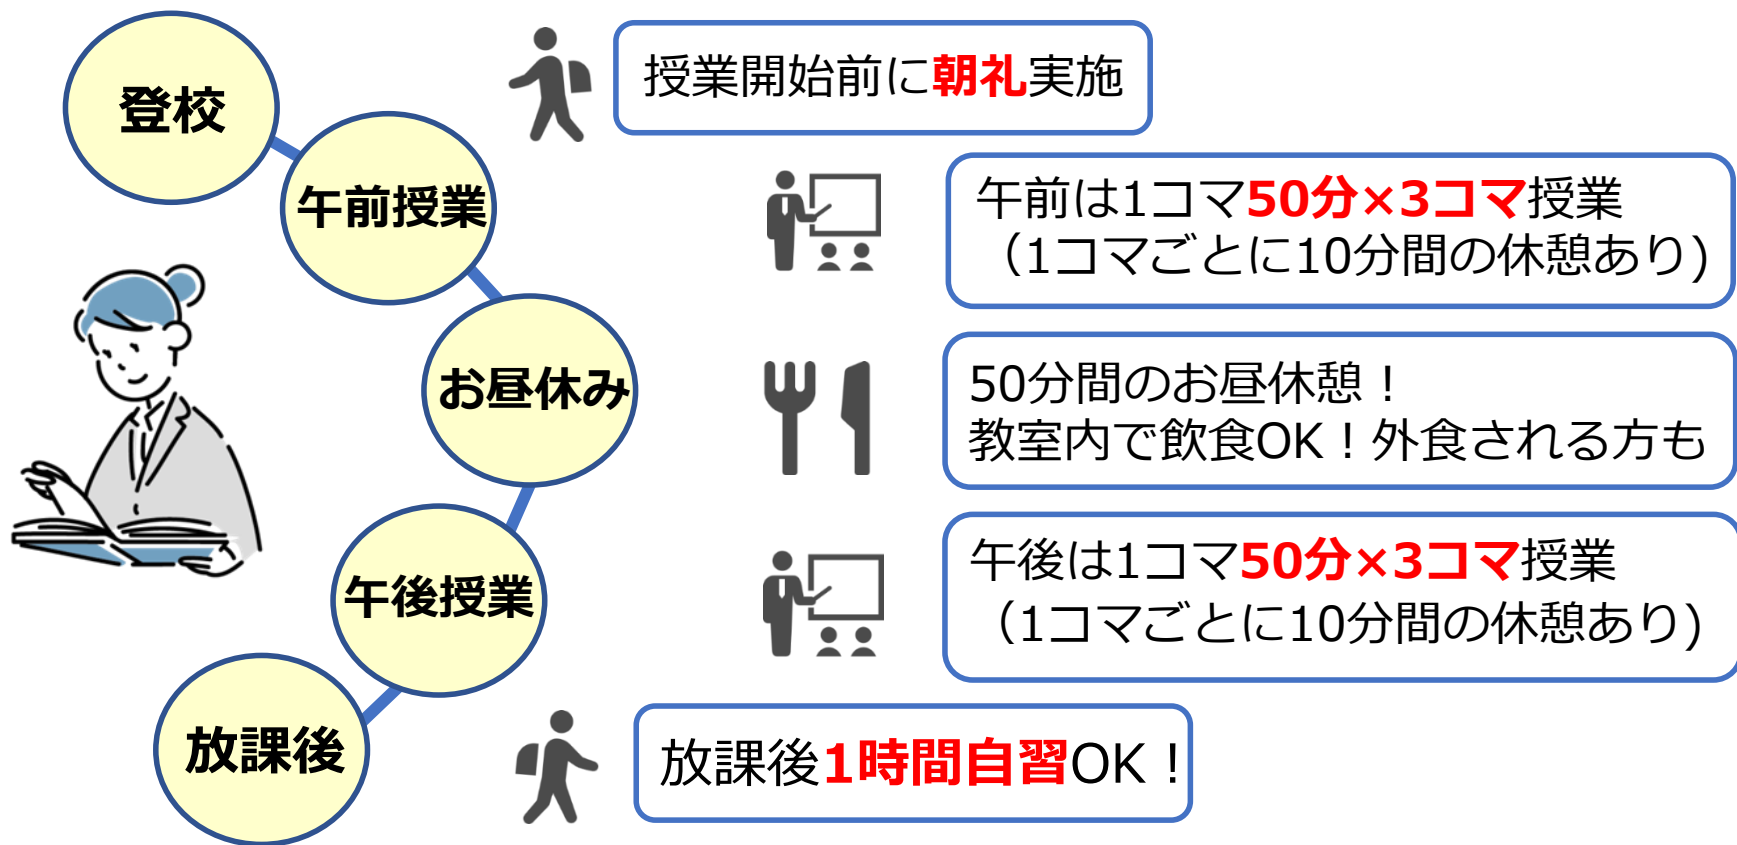 登校
授業開始前に朝礼実施
午前授業
午前は1コマ50分×3コマ授業
（1コマごとに10分間の休憩あり)
お昼休み
50分間のお昼休憩！
教室内で飲食OK！外食される方も
午後授業
午後は1コマ50分×3コマ授業
（1コマごとに10分間の休憩あり)
放課後
放課後1時間自習OK！